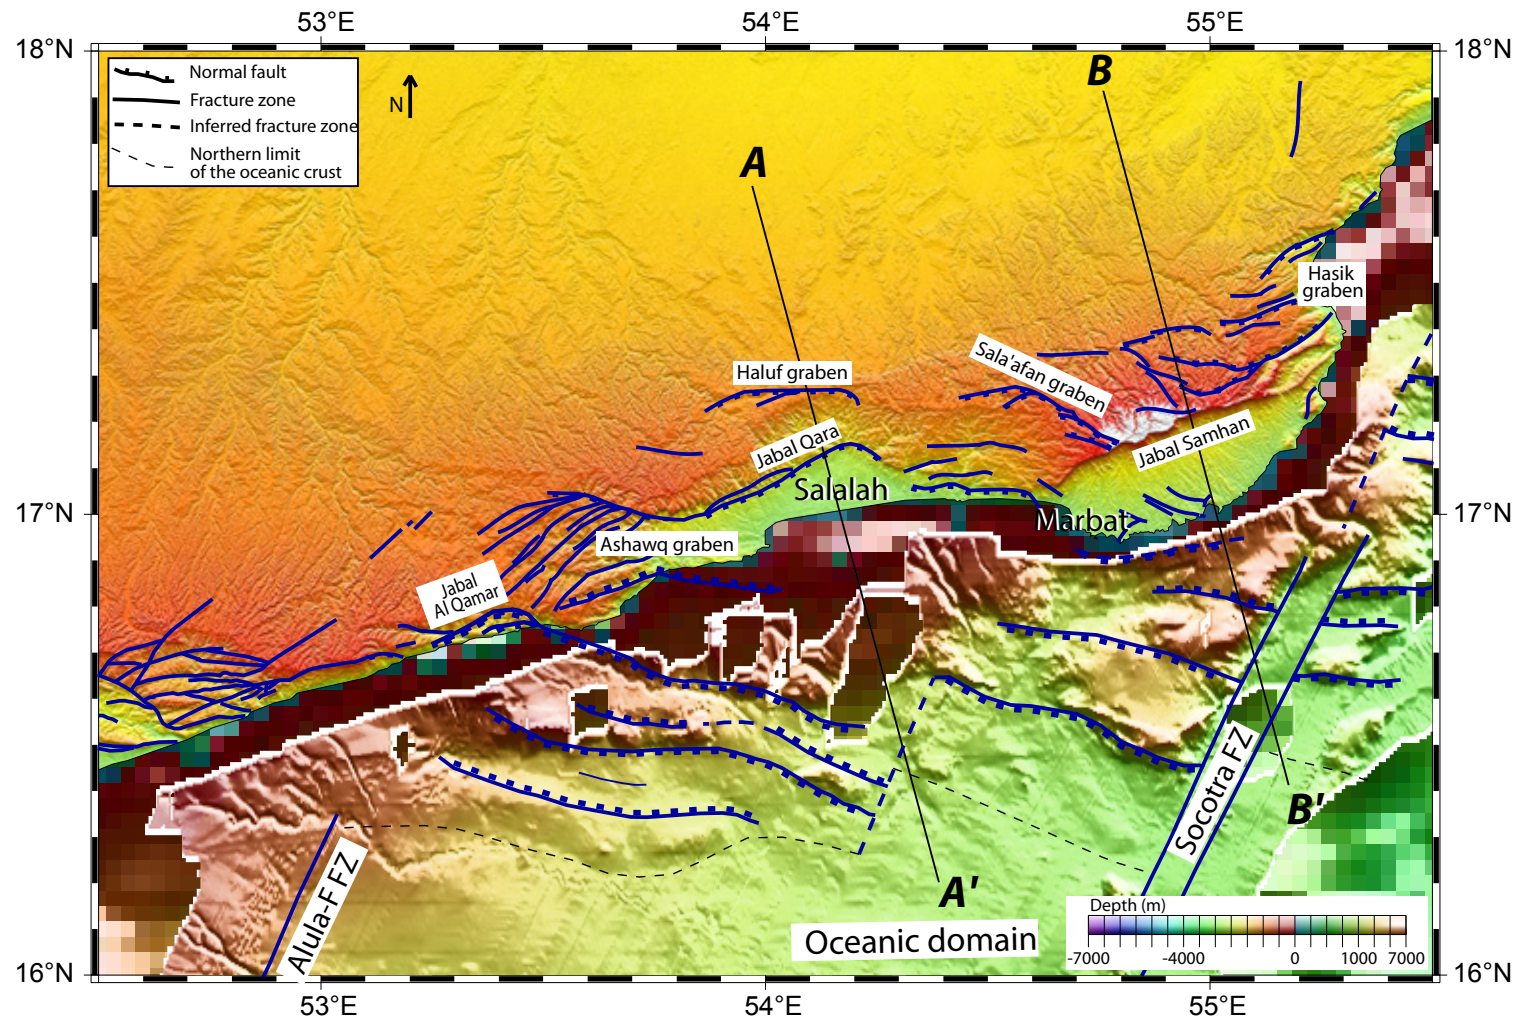 53°E 54°E 55°E
18°N 18°N
Normal fault
Fracture zone
Inferred fracture zone
Northern limit
of the oceanic crust
N
B
A
Hasik
graben
Haluf graben
Sala'afan graben
Jabal Qara
Jabal Samhan
Salalah
Marbat
17°N 17°N
Ashawq graben
Jabal
Al Qamar
Socotra FZ
B'
A'
Alula-F FZ
Oceanic domain
Depth (m)
-7000 -4000 0 1000 7000
16°N 16°N
53°E 54°E 55°E